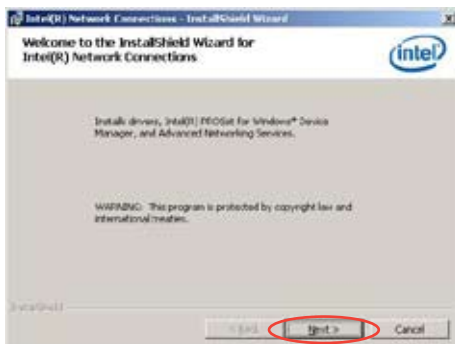 Intel(R) Network Connections - InstallShield Wizard
Welcome to the InstallShield Wizard for
Intel(R) Network Connections
intel
Installs drivers, Intel(R) PROSet for Windows* Device
Manager, and Advanced Networking Services.
WARNING: This program is protected by copyright law and
international treaties.
InstallShield
< Back
Next >
Cancel